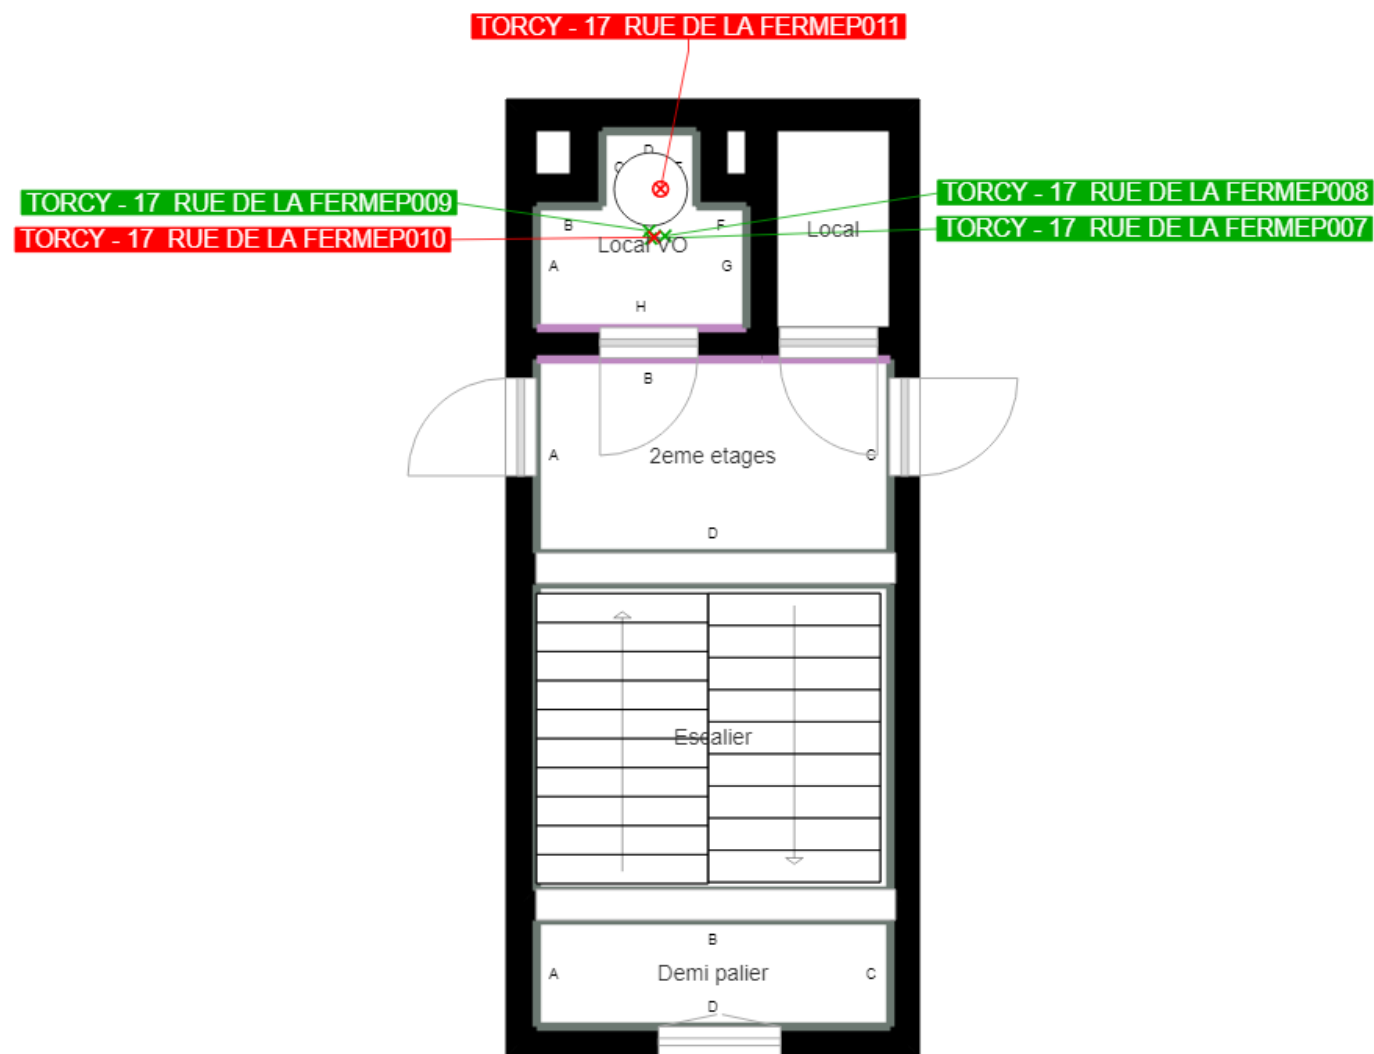 TORCY - 17 RUE DE LA FERMEP011
D
C
TORCY - 17 RUE DE LA FERMEP009
TORCY - 17 RUE DE LA FERMEP008
B
F
TORCY - 17 RUE DE LA FERMEP010
Local VO
Local
TORCY - 17 RUE DE LA FERMEP007
A
G
H
B
A
2eme etages
C
D
Escalier
B
A
Demi palier
C
D